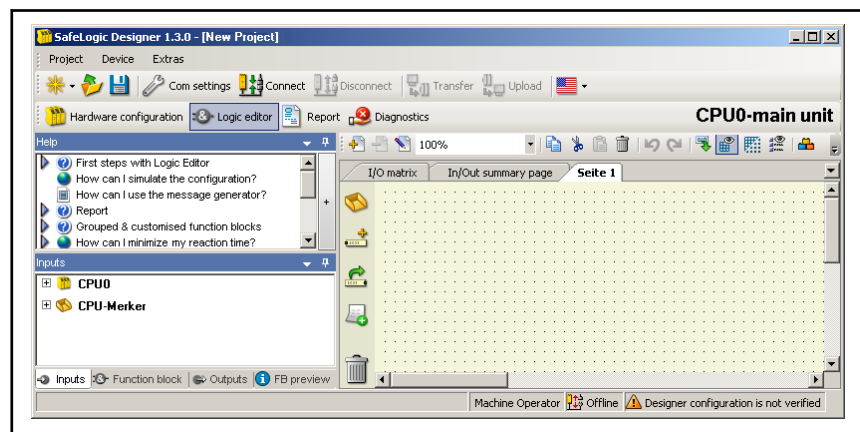 SafeLogic Designer 1.3.0 - [New Project]
Project Device Extras
Com settings Connect Disconnect Transfer Upload
Hardware configuration Logic editor Report Diagnostics CPU0-main unit
Help
100%
First steps with Logic Editor
How can I simulate the configuration?
How can I use the message generator?
Report
Grouped & customised function blocks
How can I minimize my reaction time?
I/O matrix In/Out summary page Seite 1
Inputs
CPU0
CPU-Merker
Inputs Function block Outputs FB preview
Machine Operator Offline Designer configuration is not verified